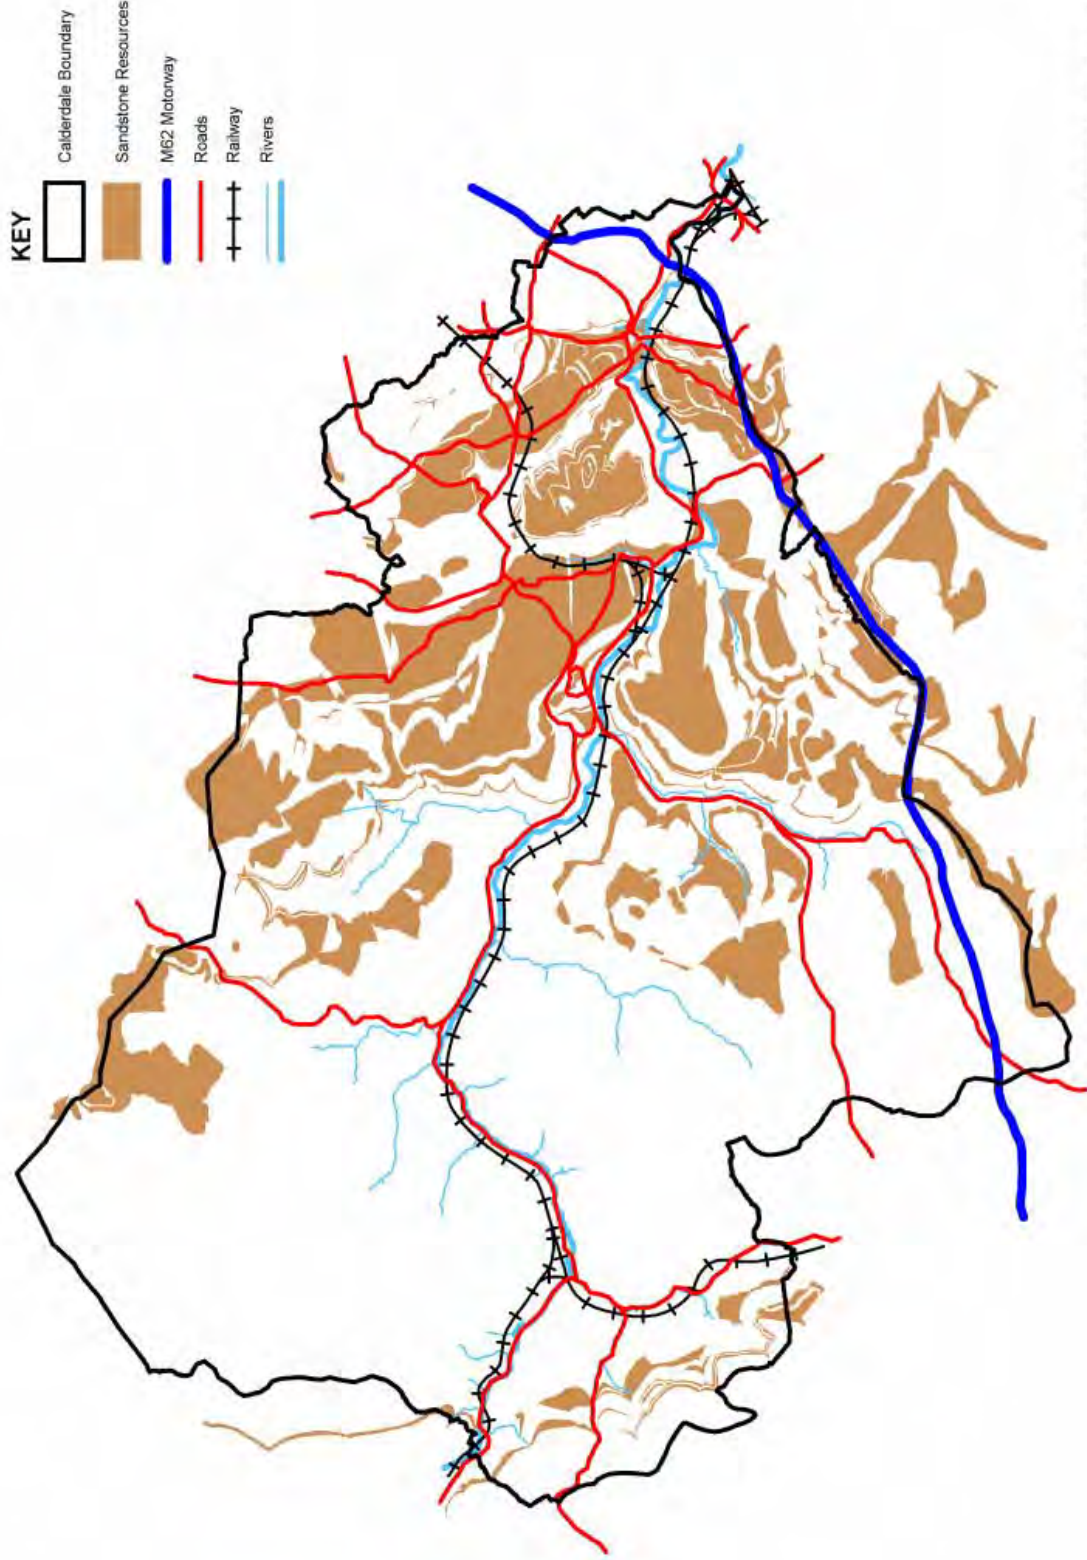 KEY
Calderdale Boundary
Sandstone Resources
M62 Motorway
Roads
Railway
Rivers